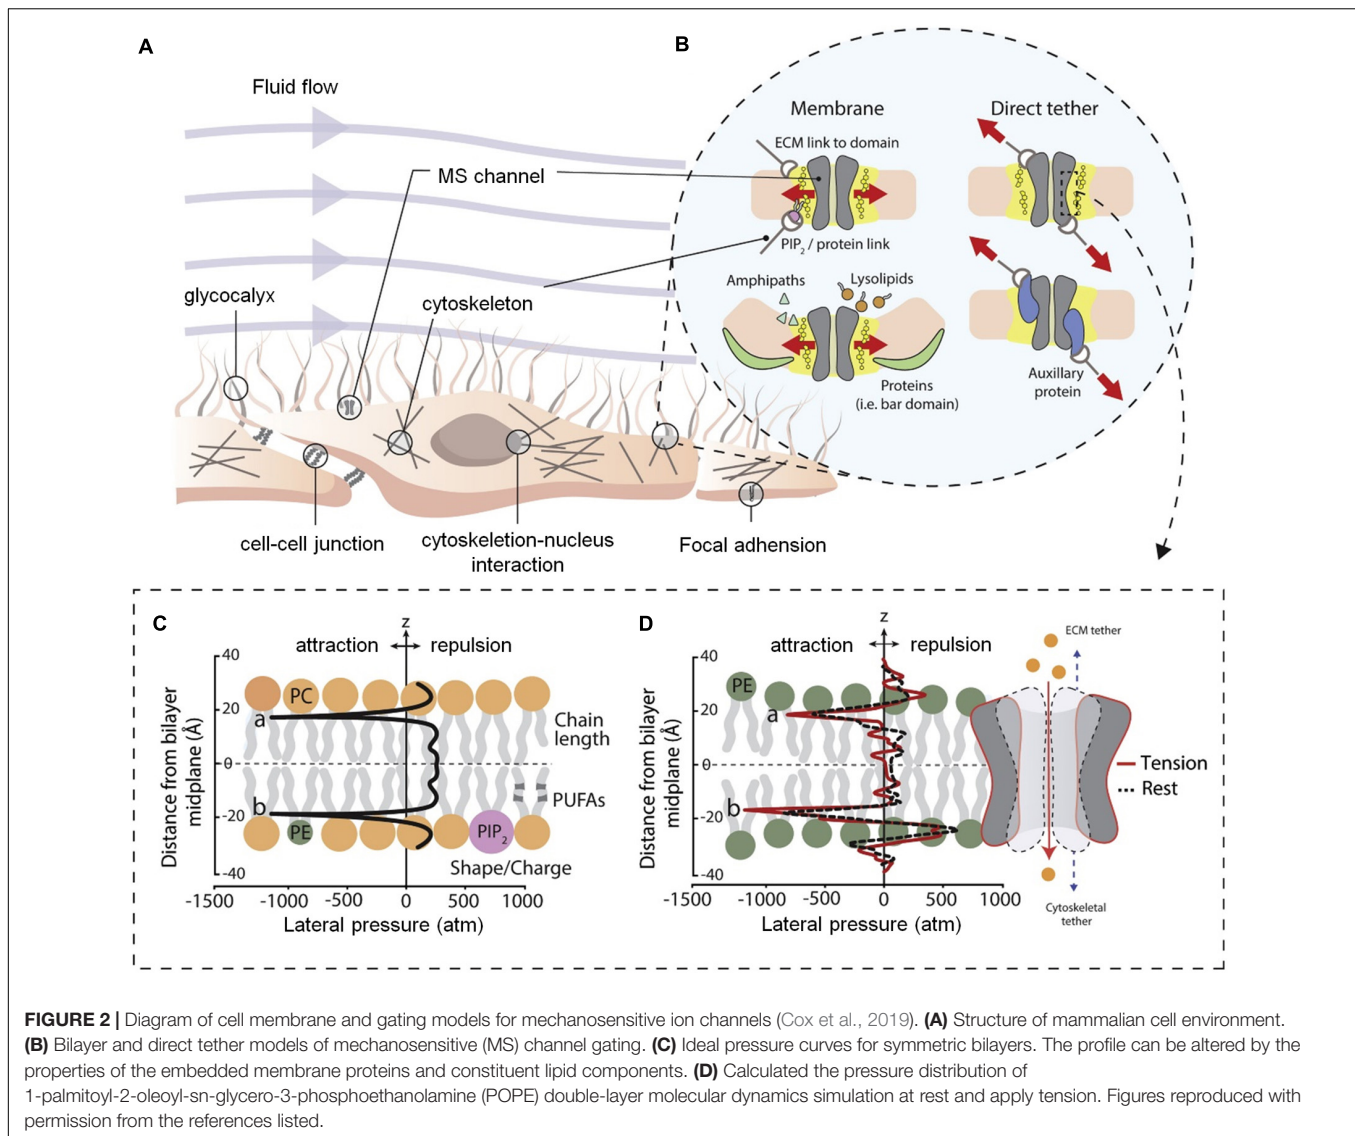 A
Fluid flow
MS channel
glycocalyx
cytoskeleton
cell-cell junction
cytoskeletion-nucleus
interaction
Focal adhension
B
Membrane
Direct tether
ECM link to domain
PIP2 / protein link
Amphipaths
Lysolipids
Proteins
(i.e. bar domain)
Auxillary
protein
C
z
attraction
repulsion
40
20
0
-20
-40
Distance from bilayer
midplane (Å)
a
b
PC
PE
PIP2
Chain
length
PUFAs
Shape/Charge
-1500 -1000 -500 0 500 1000
Lateral pressure (atm)
D
z
attraction
repulsion
40
20
0
-20
-40
Distance from bilayer
midplane (Å)
PE
a
b
-1500 -1000 -500 0 500 1000
Lateral pressure (atm)
ECM tether
Tension
Rest
Cytoskeletal
tether
FIGURE 2 | Diagram of cell membrane and gating models for mechanosensitive ion channels (Cox et al., 2019). (A) Structure of mammalian cell environment.
(B) Bilayer and direct tether models of mechanosensitive (MS) channel gating. (C) Ideal pressure curves for symmetric bilayers. The profile can be altered by the
properties of the embedded membrane proteins and constituent lipid components. (D) Calculated the pressure distribution of
1-palmitoyl-2-oleoyl-sn-glycero-3-phosphoethanolamine (POPE) double-layer molecular dynamics simulation at rest and apply tension. Figures reproduced with
permission from the references listed.